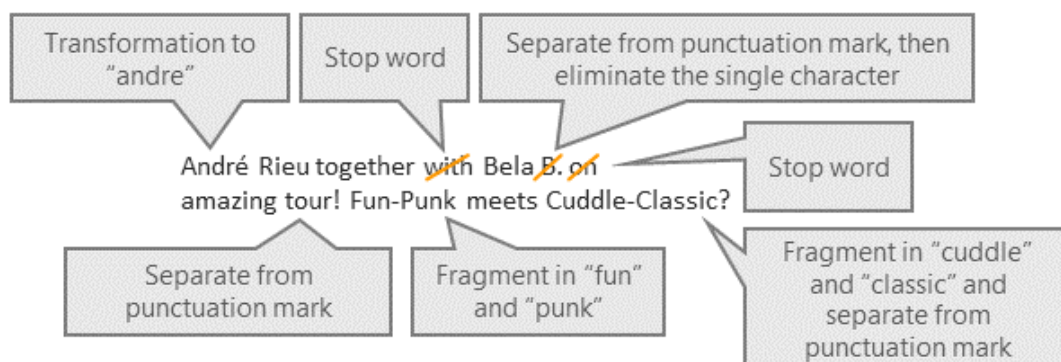 Transformation to
“andre”
Stop word
Separate from punctuation mark, then
eliminate the single character
André Rieu together with Bela B. on
amazing tour! Fun-Punk meets Cuddle-Classic?
Stop word
Separate from
punctuation mark
Fragment in “fun”
and “punk”
Fragment in “cuddle”
and “classic” and
separate from
punctuation mark